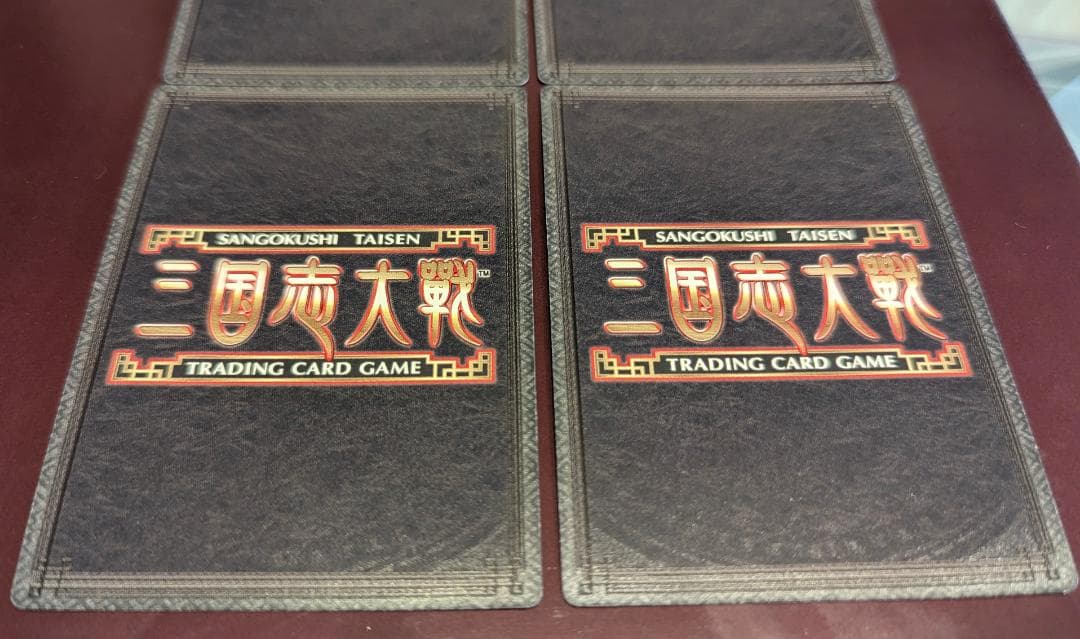 SANGOKUSHI TAISEN
三国志大戦™
TRADING CARD GAME
SANGOKUSHI TAISEN
三国志大戦™
TRADING CARD GAME